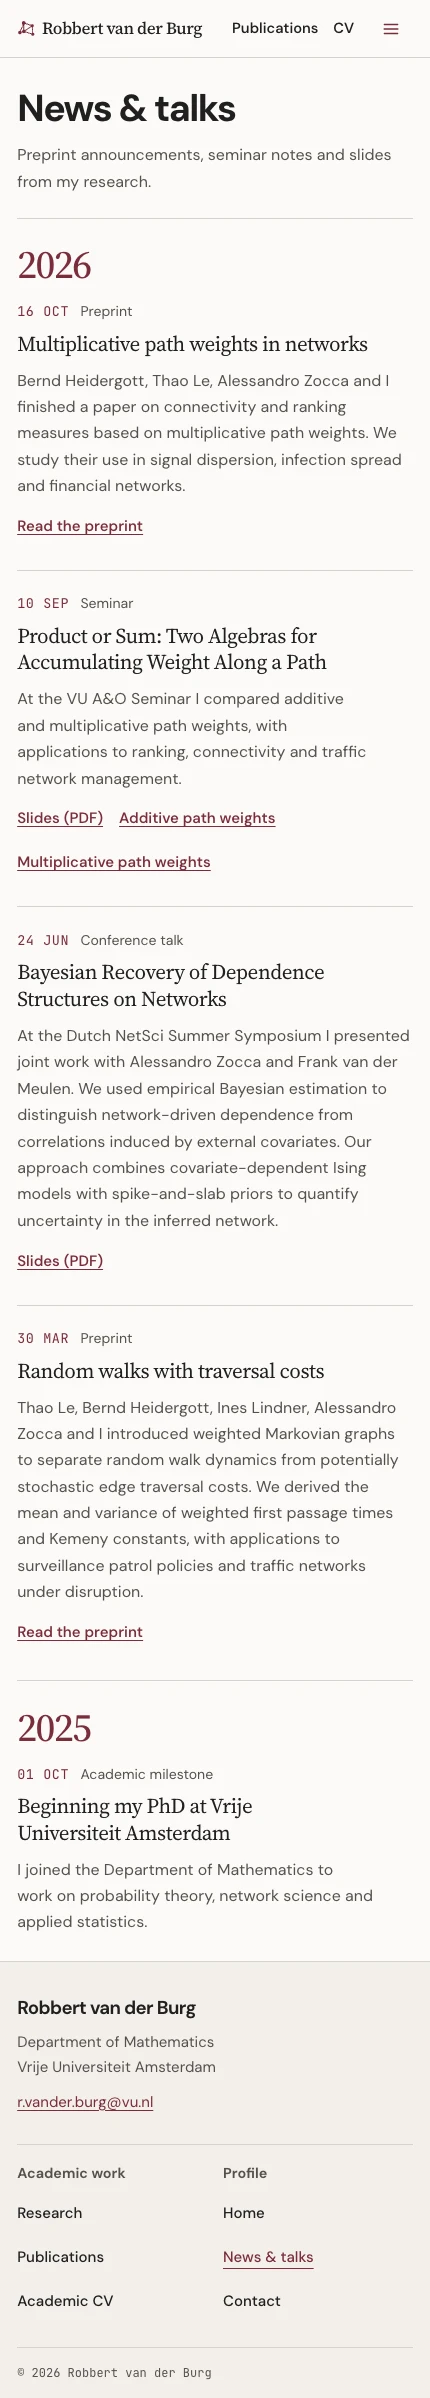 Robbert van der Burg Publications CV
News & talks
Preprint announcements, seminar notes and slides
from my research.
2026
16 OCT Preprint
Multiplicative path weights in networks
Bernd Heidergott, Thao Le, Alessandro Zocca and I
finished a paper on connectivity and ranking
measures based on multiplicative path weights. We
study their use in signal dispersion, infection spread
and financial networks.
Read the preprint
10 SEP Seminar
Product or Sum: Two Algebras for
Accumulating Weight Along a Path
At the VU A&O Seminar I compared additive
and multiplicative path weights, with
applications to ranking, connectivity and traffic
network management.
Slides (PDF) Additive path weights
Multiplicative path weights
24 JUN Conference talk
Bayesian Recovery of Dependence
Structures on Networks
At the Dutch NetSci Summer Symposium I presented
joint work with Alessandro Zocca and Frank van der
Meulen. We used empirical Bayesian estimation to
distinguish network-driven dependence from
correlations induced by external covariates. Our
approach combines covariate-dependent Ising
models with spike-and-slab priors to quantify
uncertainty in the inferred network.
Slides (PDF)
30 MAR Preprint
Random walks with traversal costs
Thao Le, Bernd Heidergott, Ines Lindner, Alessandro
Zocca and I introduced weighted Markovian graphs
to separate random walk dynamics from potentially
stochastic edge traversal costs. We derived the
mean and variance of weighted first passage times
and Kemeny constants, with applications to
surveillance patrol policies and traffic networks
under disruption.
Read the preprint
2025
01 OCT Academic milestone
Beginning my PhD at Vrije
Universiteit Amsterdam
I joined the Department of Mathematics to
work on probability theory, network science and
applied statistics.
Robbert van der Burg
Department of Mathematics
Vrije Universiteit Amsterdam
r.vander.burg@vu.nl
Academic work Profile
Research Home
Publications News & talks
Academic CV Contact
© 2026 Robbert van der Burg